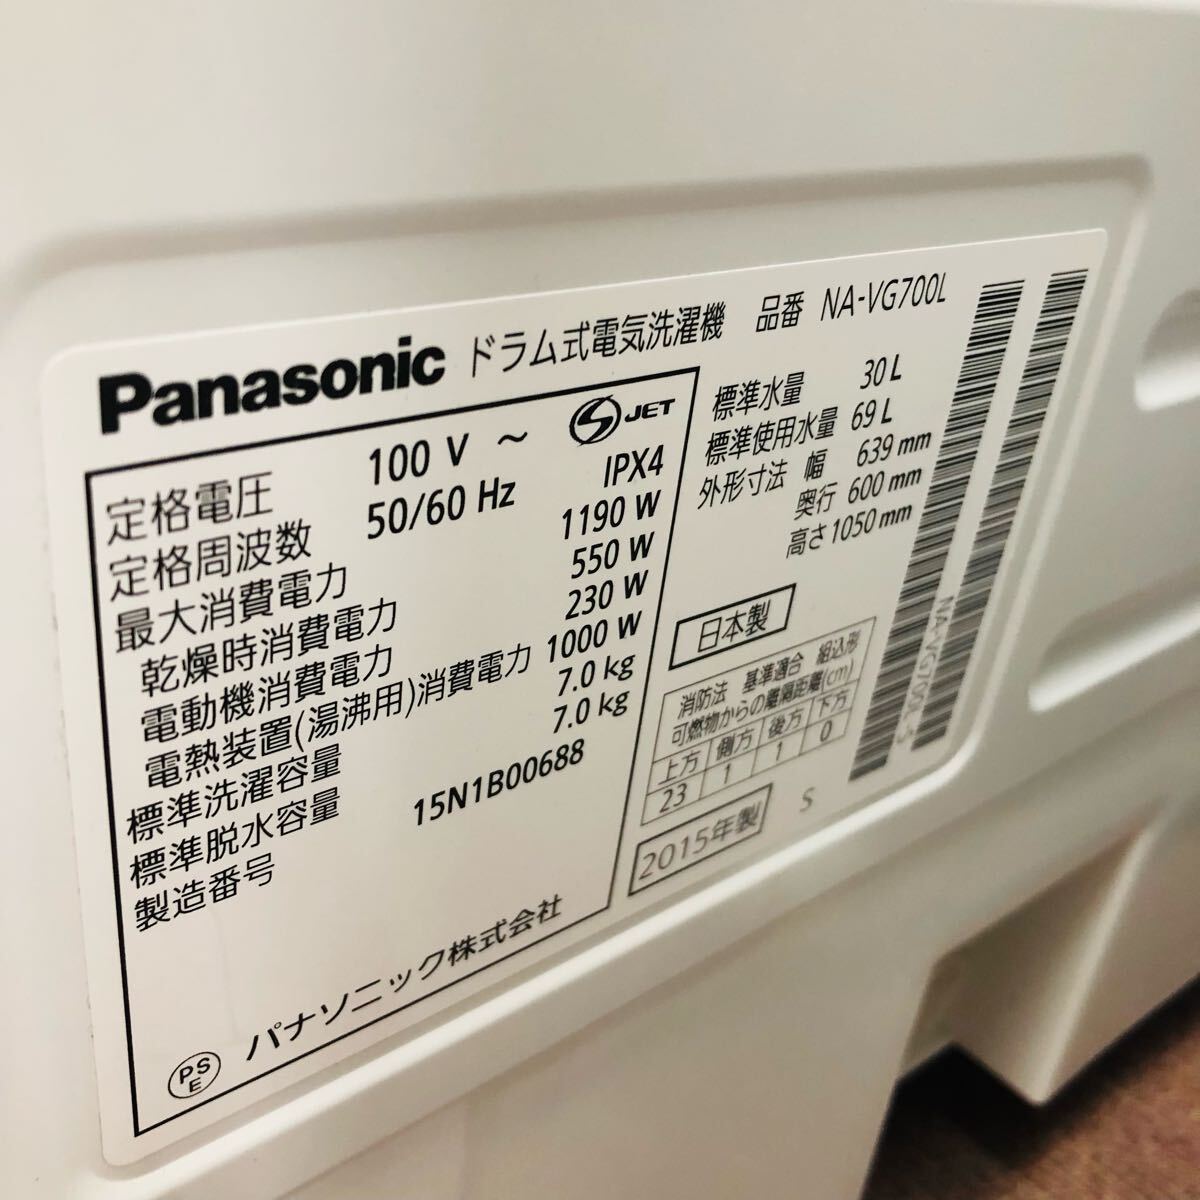 Panasonic ドラム式電気洗濯機 品番 NA-VG700L
JET
定格電圧 100 V ～
定格周波数 50/60 Hz IPX4
最大消費電力 1190 W
乾燥時消費電力 550 W
電動機消費電力 230 W
電熱装置(湯沸用)消費電力 1000 W
標準洗濯容量 7.0 kg
標準脱水容量 7.0 kg
製造番号 15N1B00688
パナソニック株式会社
PS
E
標準水量 30 L
標準使用水量 69 L
外形寸法 幅 639 mm
奥行 600 mm
高さ 1050 mm
日本製
消防法 基準適合 組込形
可燃物からの離隔距離(cm)
上方 側方 後方 下方
23 1 1 0
2015年製 S
NA-VG700L-S